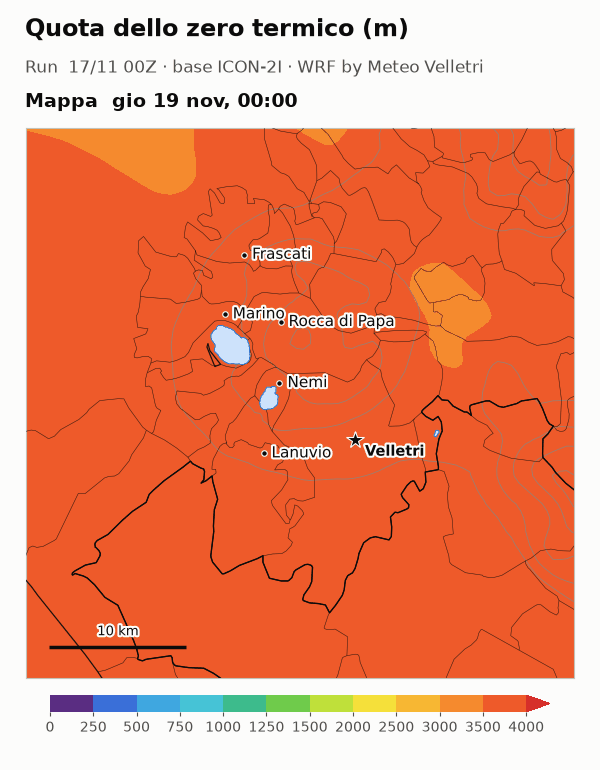 Quota dello zero termico (m)
Run  17/11 00Z · base ICON-2I · WRF by Meteo Velletri
Mappa  gio 19 nov, 00:00
Frascati
Marino
Rocca di Papa
Nemi
Velletri
Lanuvio
10 km
0 250 500 750 1000 1250 1500 2000 2500 3000 3500 4000